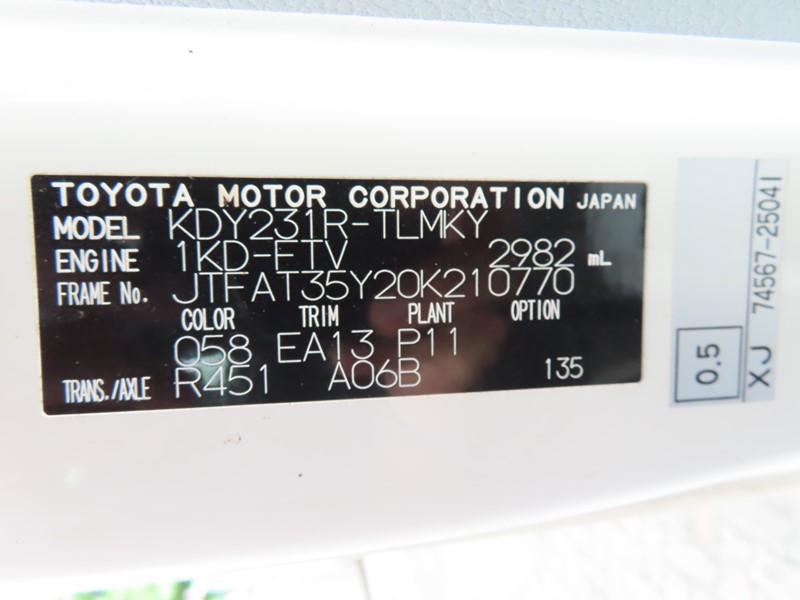 TOYOTA MOTOR CORPORATION JAPAN
MODEL KDY231R-TLMKY
ENGINE 1KD-FTV 2982 mL
FRAME No. JTFAT35Y20K210770
COLOR TRIM PLANT OPTION
058 EA13 P11
TRANS./AXLE R451 A06B 135
0.5
XJ 74567-25041